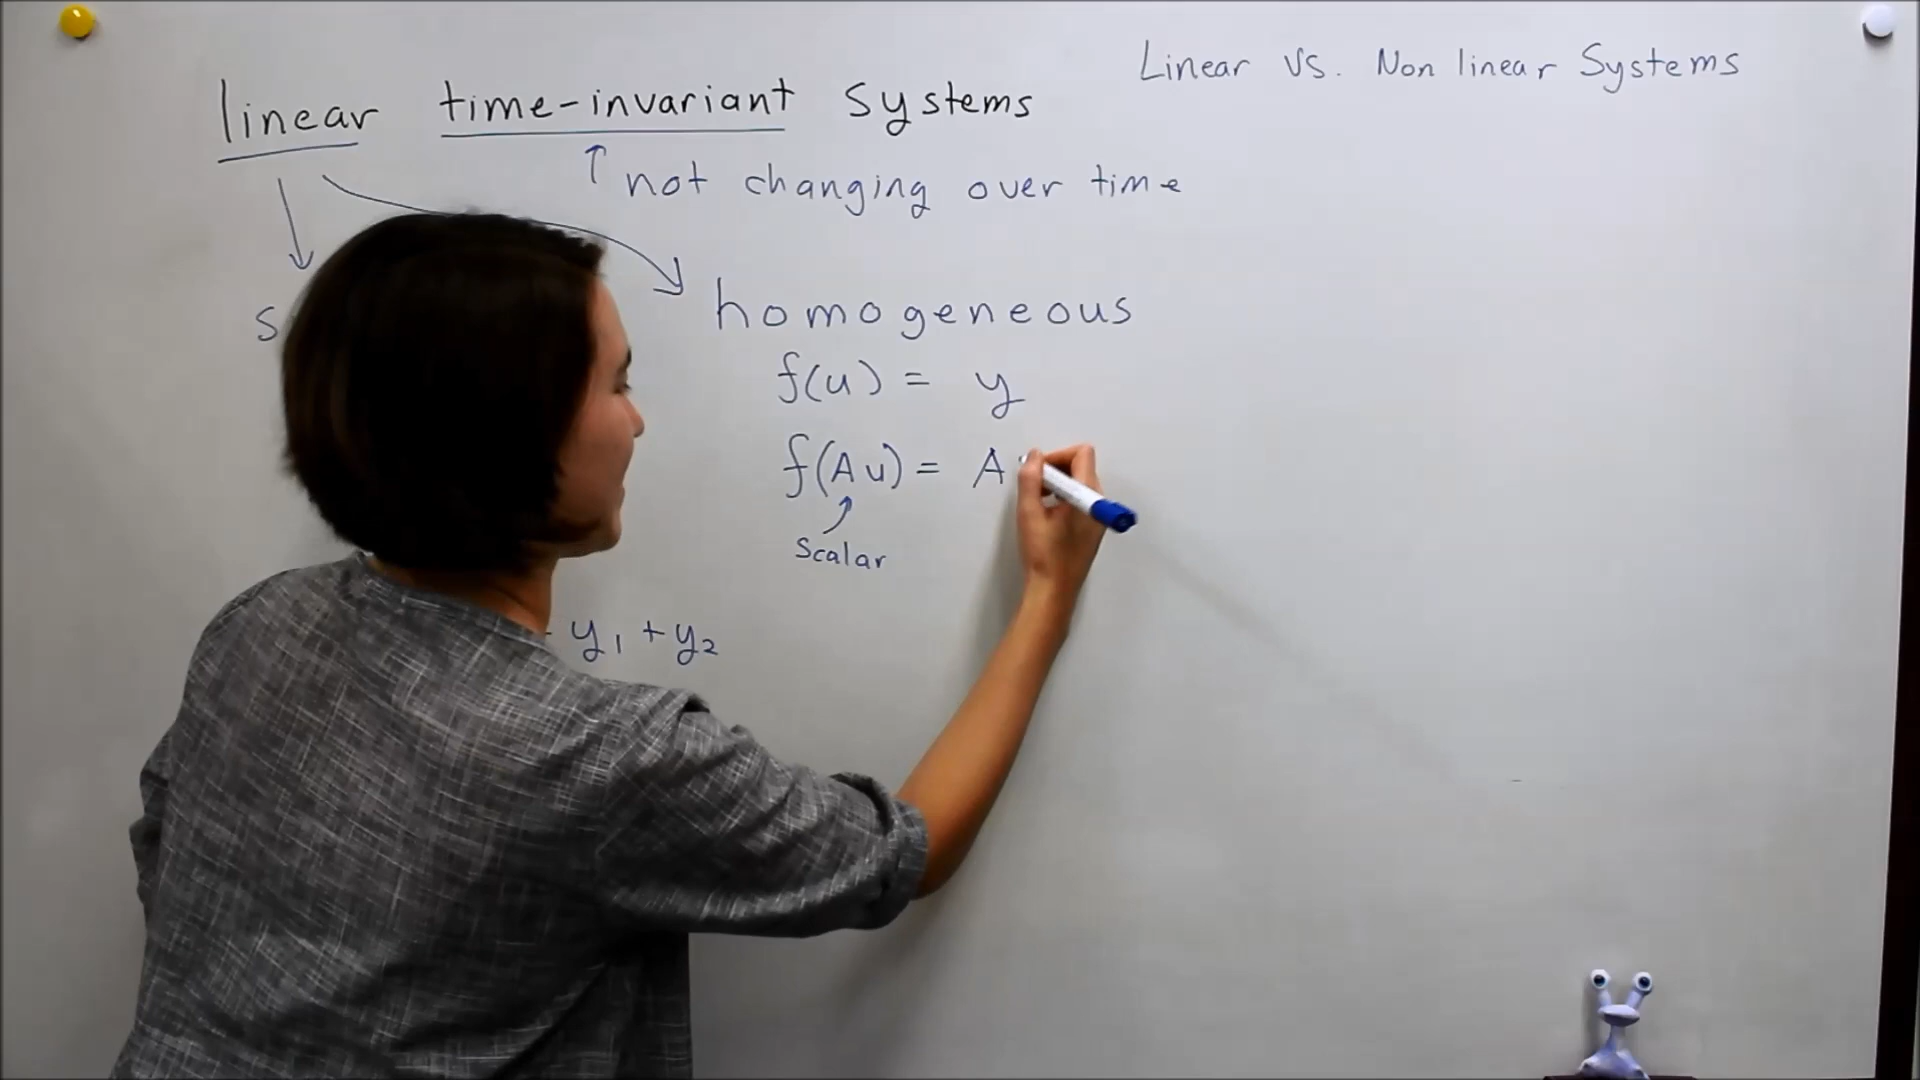 Linear vs. Non linear Systems
linear time-invariant systems
↑ not changing over time
homogeneous
f(u) = y
f(Au) = A
scalar
y₁ + y₂